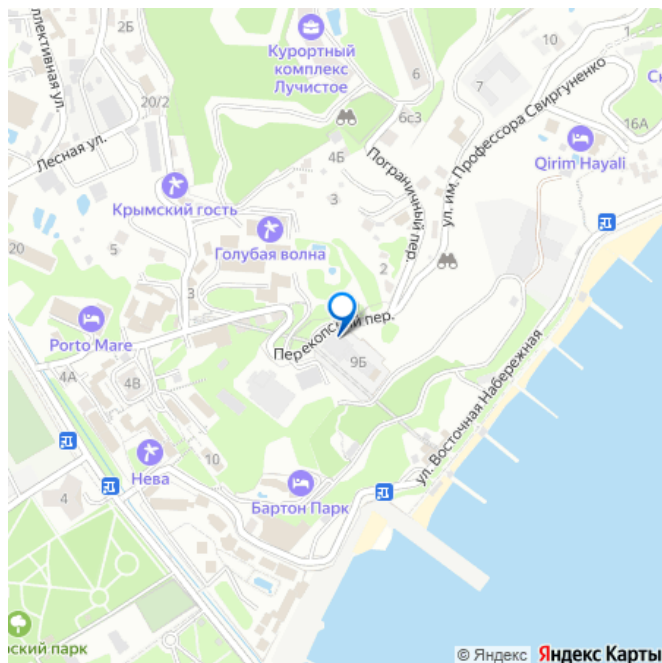 ллективная ул.
2Б
Курортный
комплекс
Лучистое
10
6
7
20/2
6с3
16А
Ск
Лесная ул.
4Б
Пограничный пер.
ул. им. Профессора Свиргуненко
Qirim Hayali
Крымский гость
3
Голубая волна
20
5
2
3
Porto Mare
Перекопский пер.
4А
4В
9Б
ул. Восточная Набережная
Нева
10
4
Бартон Парк
рский парк
© Яндекс Яндекс Карты